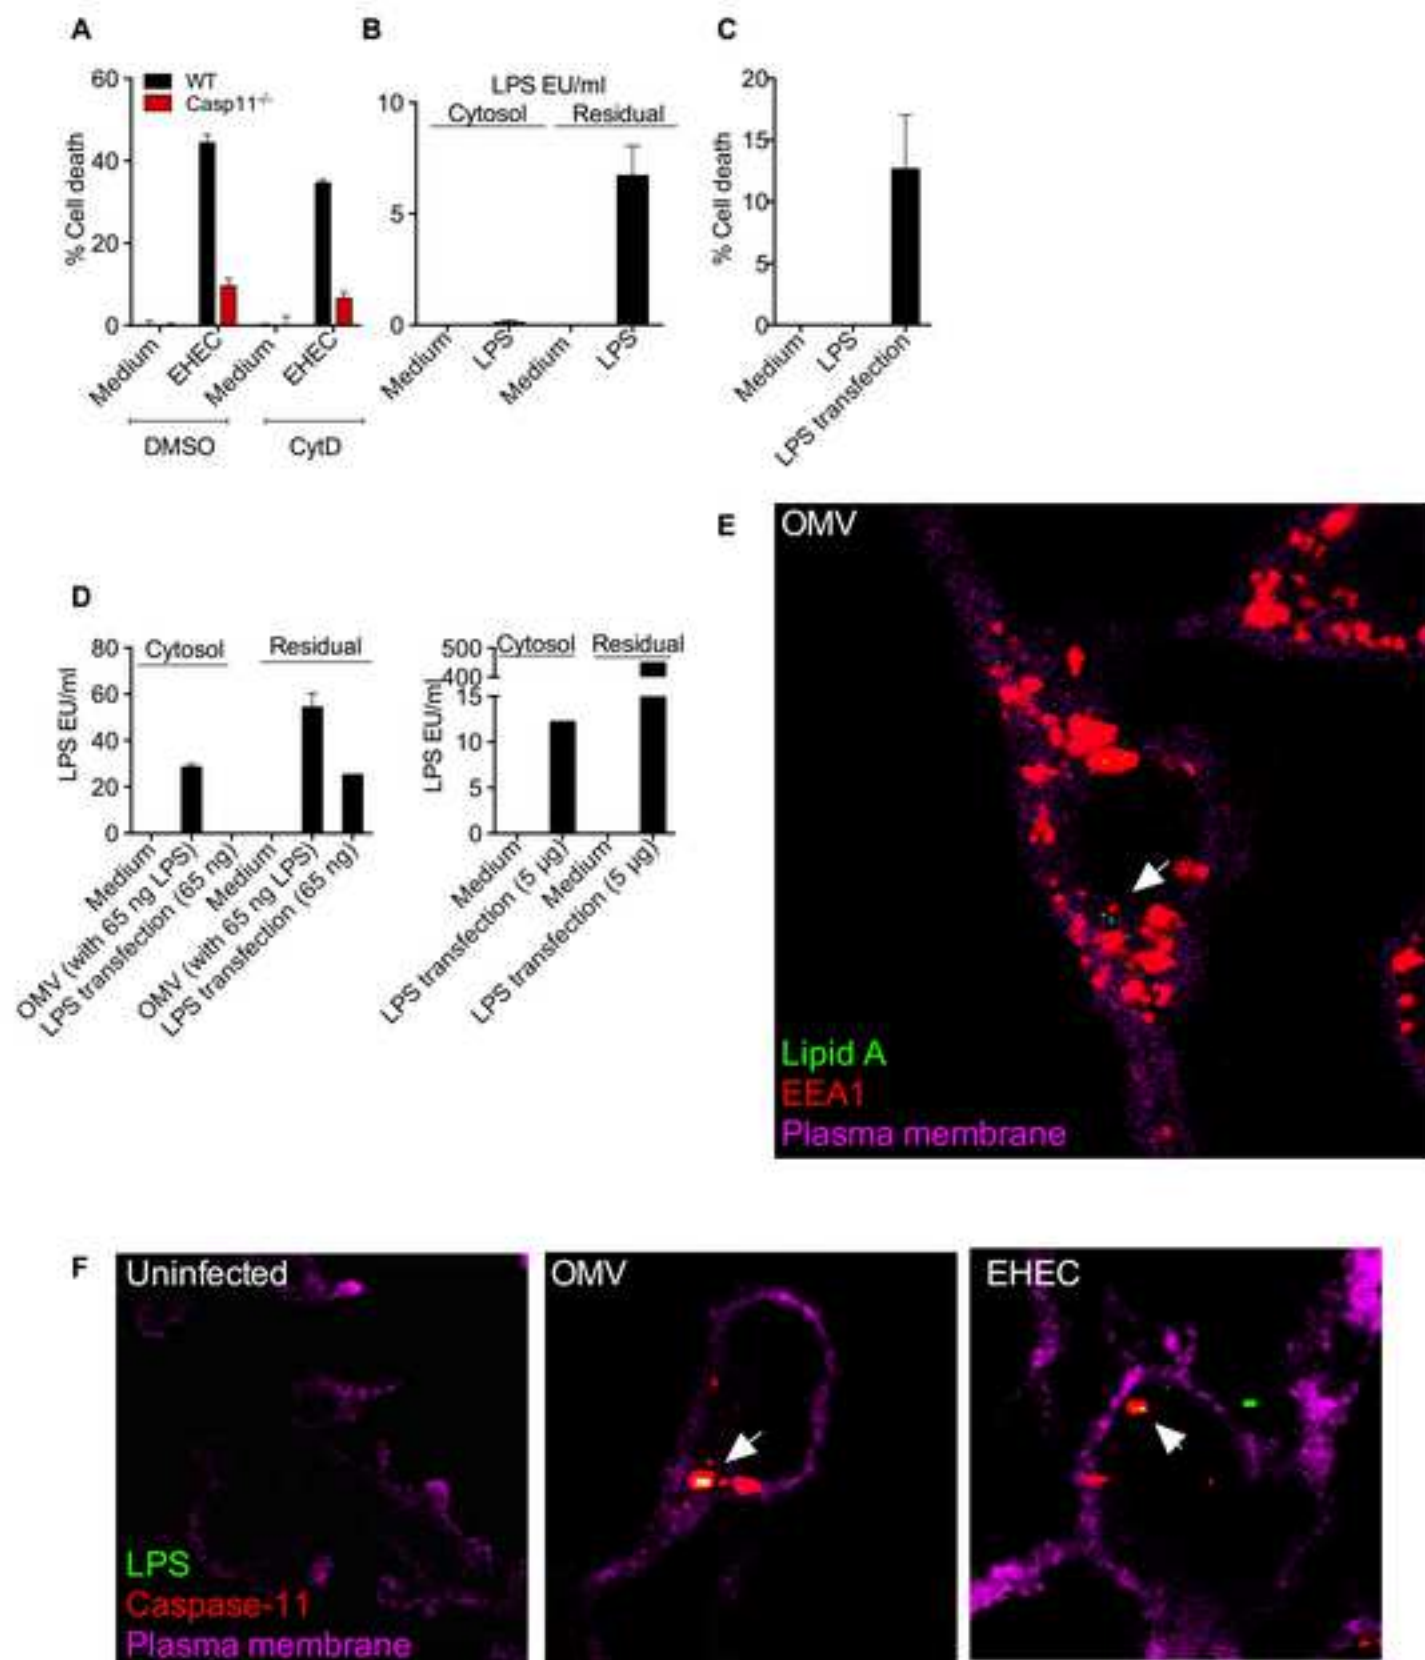 A
60
40
20
0
% Cell death
WT
Casp11-/-
Medium
EHEC
Medium
EHEC
DMSO
CytD
B
LPS EU/ml
Cytosol
Residual
10
5
0
Medium
LPS
Medium
LPS
C
20
15
10
5
0
% Cell death
Medium
LPS
LPS transfection
D
80
60
40
20
0
LPS EU/ml
Cytosol
Residual
Medium
OMV (with 65 ng LPS)
LPS transfection (65 ng)
Medium
OMV (with 65 ng LPS)
LPS transfection (65 ng)
500
400
15
10
5
0
LPS EU/ml
Cytosol
Residual
Medium
LPS transfection (5 µg)
Medium
LPS transfection (5 µg)
E
OMV
Lipid A
EEA1
Plasma membrane
F
Uninfected
LPS
Caspase-11
Plasma membrane
OMV
EHEC